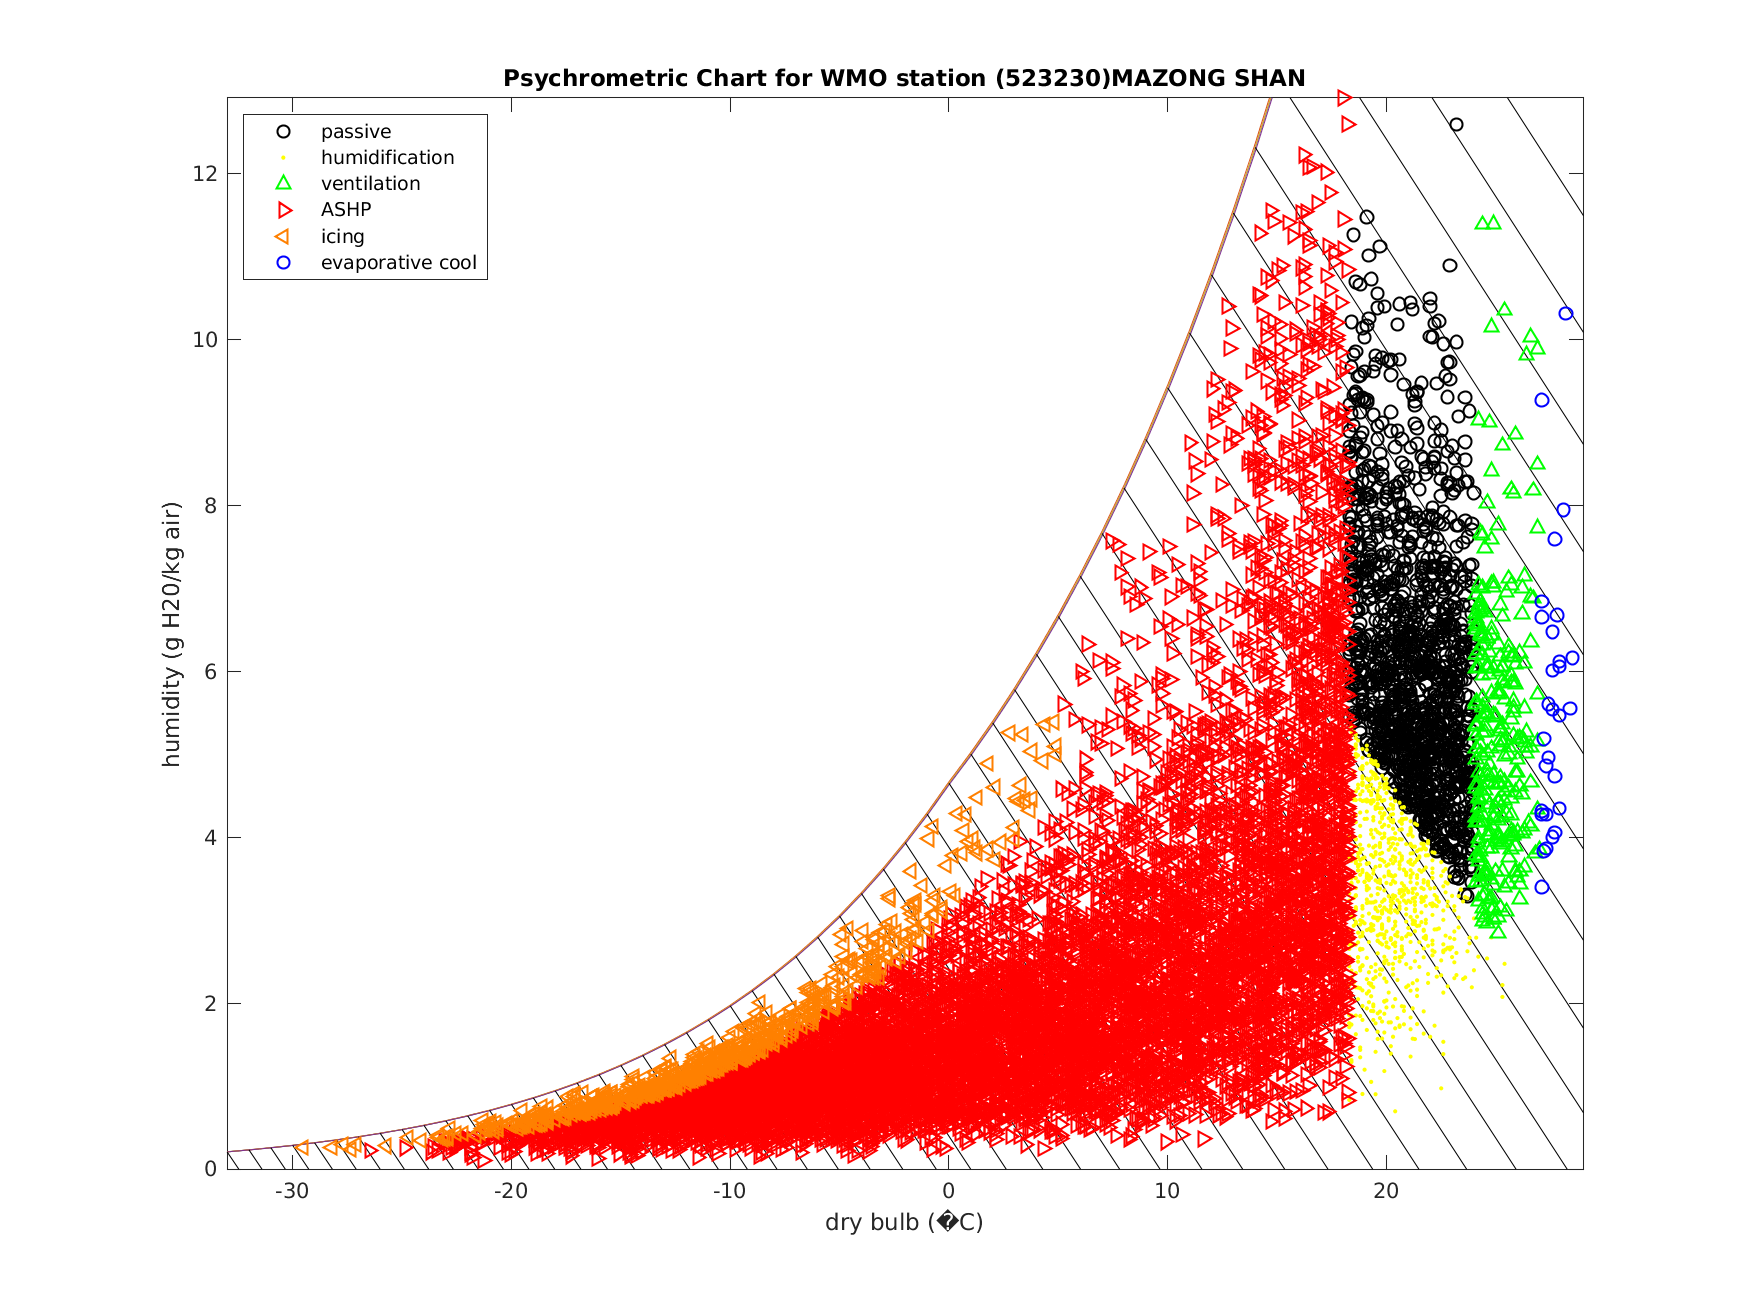 Psychrometric Chart for WMO station (523230)MAZONG SHAN
passive
humidification
ventilation
ASHP
icing
evaporative cool
humidity (g H20/kg air)
12
10
8
6
4
2
0
-30 -20 -10 0 10 20
dry bulb (�C)